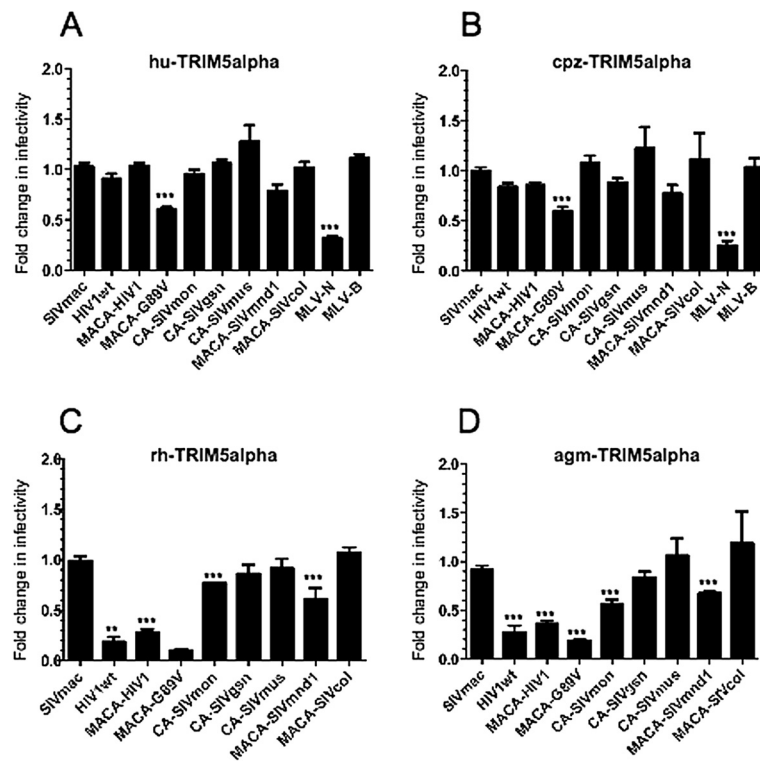 A
hu-TRIM5alpha
Fold change in infectivity
2.0
1.5
1.0
0.5
0.0
***
***
SIVmac
HIV1wt
MACA-HIV1
MACA-G89V
CA-SIVmon
CA-SIVgsn
CA-SIVmus
MACA-SIVmnd1
MACA-SIVcol
MLV-N
MLV-B
B
cpz-TRIM5alpha
Fold change in infectivity
2.0
1.5
1.0
0.5
0.0
***
***
SIVmac
HIV1wt
MACA-HIV1
MACA-G89V
CA-SIVmon
CA-SIVgsn
CA-SIVmus
MACA-SIVmnd1
MACA-SIVcol
MLV-N
MLV-B
C
rh-TRIM5alpha
Fold change in infectivity
2.0
1.5
1.0
0.5
0.0
**
***
***
***
SIVmac
HIV1wt
MACA-HIV1
MACA-G89V
CA-SIVmon
CA-SIVgsn
CA-SIVmus
MACA-SIVmnd1
MACA-SIVcol
D
agm-TRIM5alpha
Fold change in infectivity
2.0
1.5
1.0
0.5
0.0
***
***
***
***
***
SIVmac
HIV1wt
MACA-HIV1
MACA-G89V
CA-SIVmon
CA-SIVgsn
CA-SIVmus
MACA-SIVmnd1
MACA-SIVcol